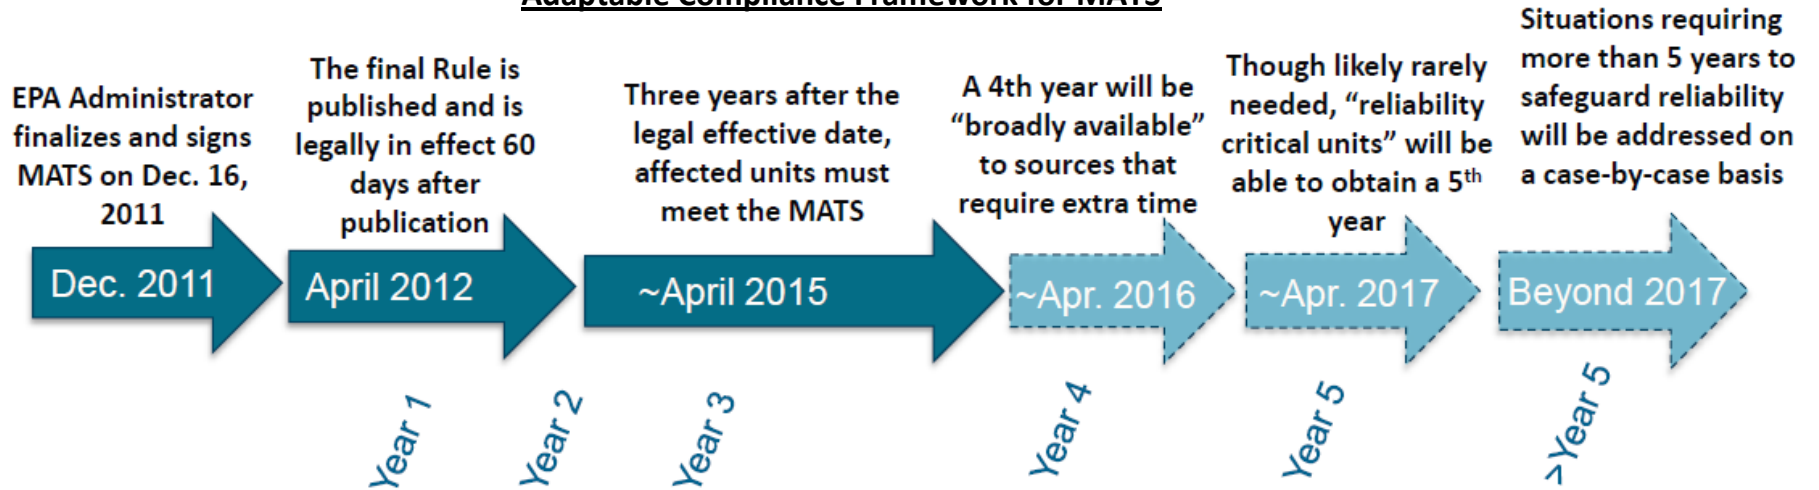 Adaptable Compliance Framework for MATS
EPA Administrator
finalizes and signs
MATS on Dec. 16,
2011
The final Rule is
published and is
legally in effect 60
days after
publication
Three years after the
legal effective date,
affected units must
meet the MATS
A 4th year will be
“broadly available”
to sources that
require extra time
Though likely rarely
needed, “reliability
critical units” will be
able to obtain a 5th
year
Situations requiring
more than 5 years to
safeguard reliability
will be addressed on
a case-by-case basis
Dec. 2011
April 2012
~April 2015
~Apr. 2016
~Apr. 2017
Beyond 2017
Year 1
Year 2
Year 3
Year 4
Year 5
>Year 5